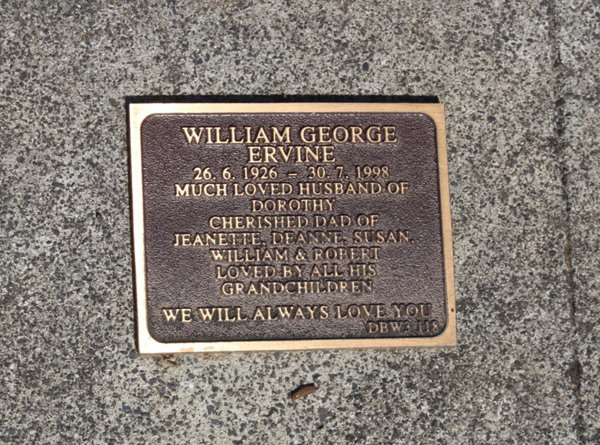 WILLIAM GEORGE
ERVINE
26. 6. 1926 – 30. 7. 1998
MUCH LOVED HUSBAND OF
DOROTHY
CHERISHED DAD OF
JEANETTE, DEANNE, SUSAN,
WILLIAM & ROBERT
LOVED BY ALL HIS
GRANDCHILDREN
WE WILL ALWAYS LOVE YOU